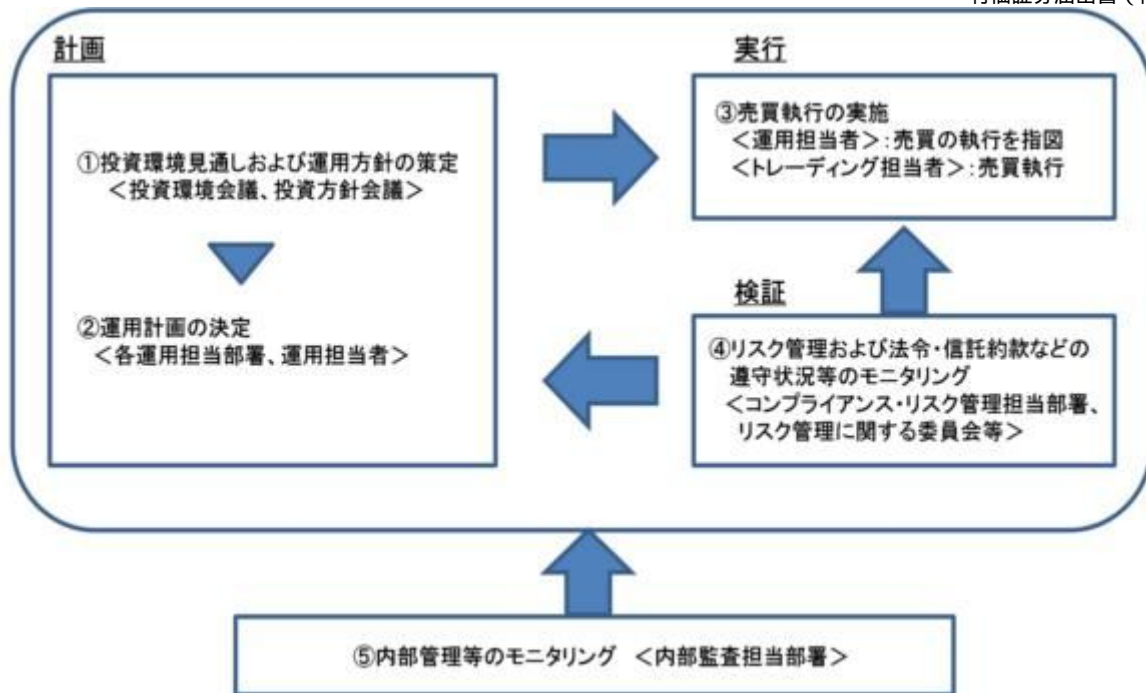 計画
①投資環境見通しおよび運用方針の策定
＜投資環境会議、投資方針会議＞
②運用計画の決定
＜各運用担当部署、運用担当者＞
実行
③売買執行の実施
＜運用担当者＞：売買の執行を指図
＜トレーディング担当者＞：売買執行
検証
④リスク管理および法令・信託約款などの
遵守状況等のモニタリング
＜コンプライアンス・リスク管理担当部署、
リスク管理に関する委員会等＞
⑤内部管理等のモニタリング ＜内部監査担当部署＞